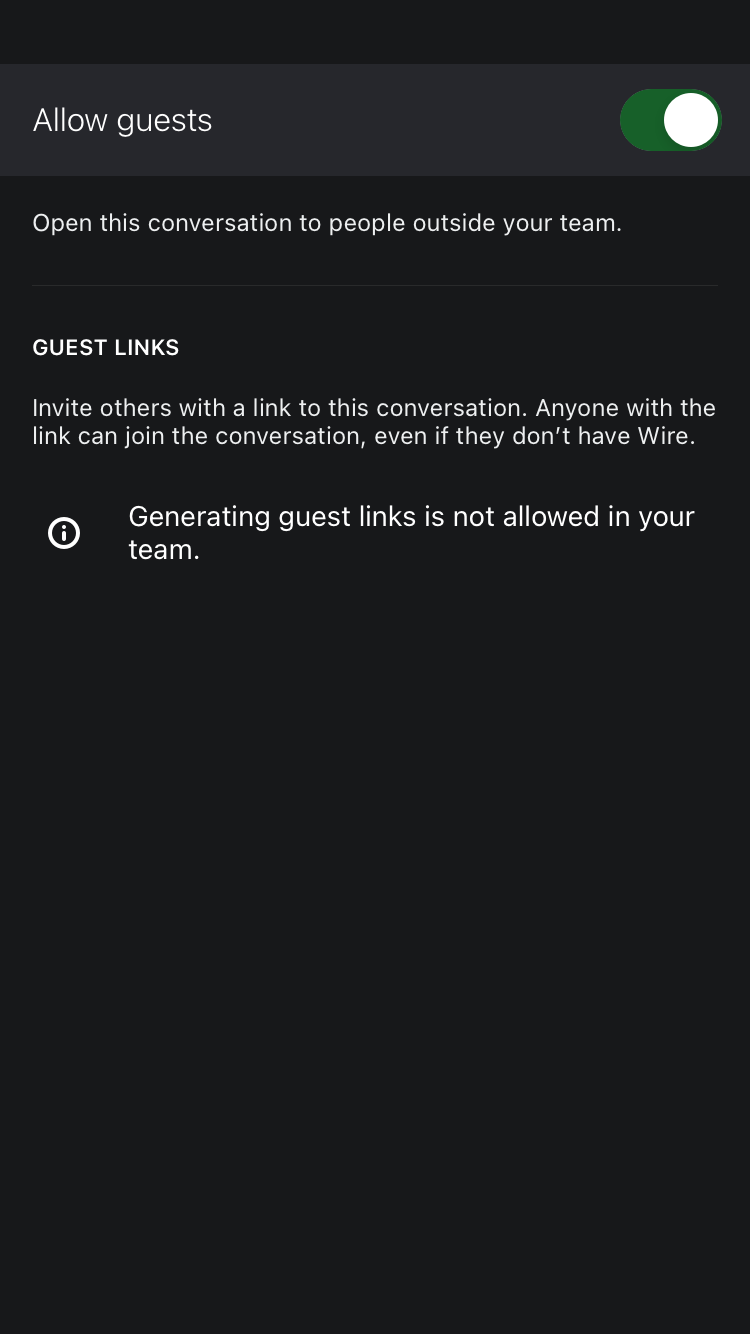 Allow guests
Open this conversation to people outside your team.
GUEST LINKS
Invite others with a link to this conversation. Anyone with the
link can join the conversation, even if they don’t have Wire.
Generating guest links is not allowed in your
team.